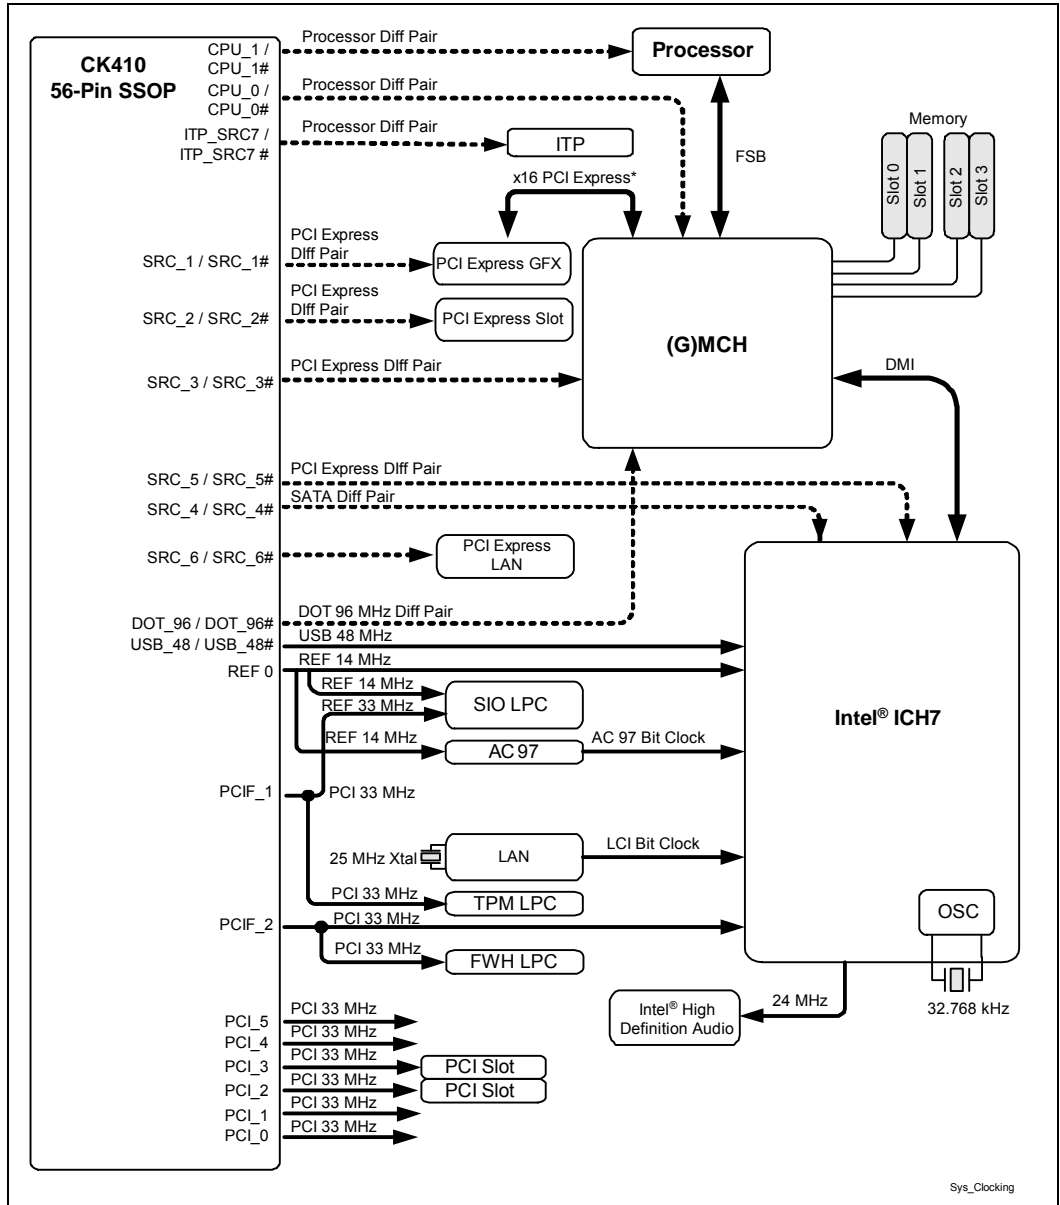 CK410
56-Pin SSOP
CPU_1 /
CPU_1#
CPU_0 /
CPU_0#
ITP_SRC7 /
ITP_SRC7 #
Processor Diff Pair
Processor
Processor Diff Pair
Processor Diff Pair
ITP
FSB
Memory
Slot 0
Slot 1
Slot 2
Slot 3
x16 PCI Express*
SRC_1 / SRC_1#
PCI Express
DIff Pair
PCI Express GFX
SRC_2 / SRC_2#
PCI Express
DIff Pair
PCI Express Slot
(G)MCH
SRC_3 / SRC_3#
PCI Express DIff Pair
DMI
SRC_5 / SRC_5#
PCI Express DIff Pair
SRC_4 / SRC_4#
SATA Diff Pair
SRC_6 / SRC_6#
PCI Express
LAN
DOT_96 / DOT_96#
DOT 96 MHz Diff Pair
USB_48 / USB_48#
USB 48 MHz
REF 0
REF 14 MHz
REF 14 MHz
REF 33 MHz
SIO LPC
Intel® ICH7
REF 14 MHz
AC 97
AC 97 Bit Clock
PCIF_1
PCI 33 MHz
25 MHz Xtal
LAN
LCI Bit Clock
PCI 33 MHz
TPM LPC
PCIF_2
PCI 33 MHz
PCI 33 MHz
FWH LPC
OSC
32.768 kHz
Intel® High
Definition Audio
24 MHz
PCI_5
PCI 33 MHz
PCI_4
PCI 33 MHz
PCI_3
PCI 33 MHz
PCI Slot
PCI_2
PCI 33 MHz
PCI Slot
PCI_1
PCI 33 MHz
PCI_0
PCI 33 MHz
Sys_Clocking